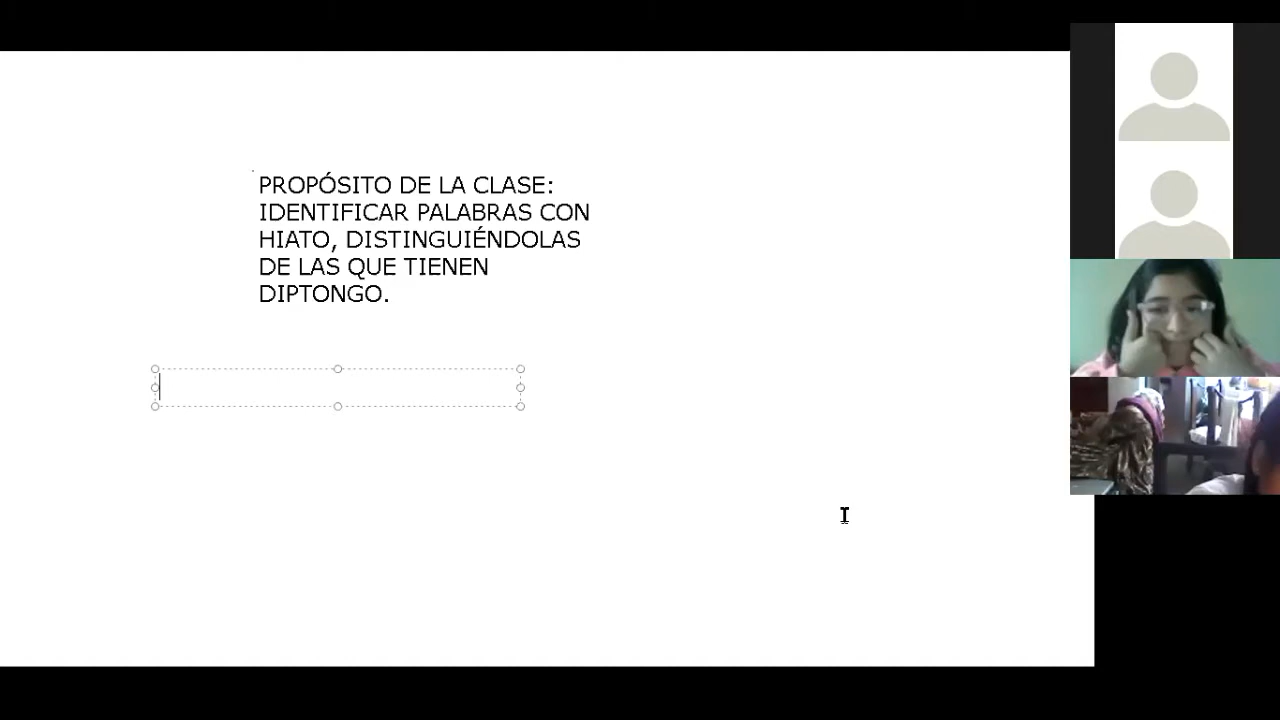 PROPÓSITO DE LA CLASE:
IDENTIFICAR PALABRAS CON
HIATO, DISTINGUIÉNDOLAS
DE LAS QUE TIENEN
DIPTONGO.